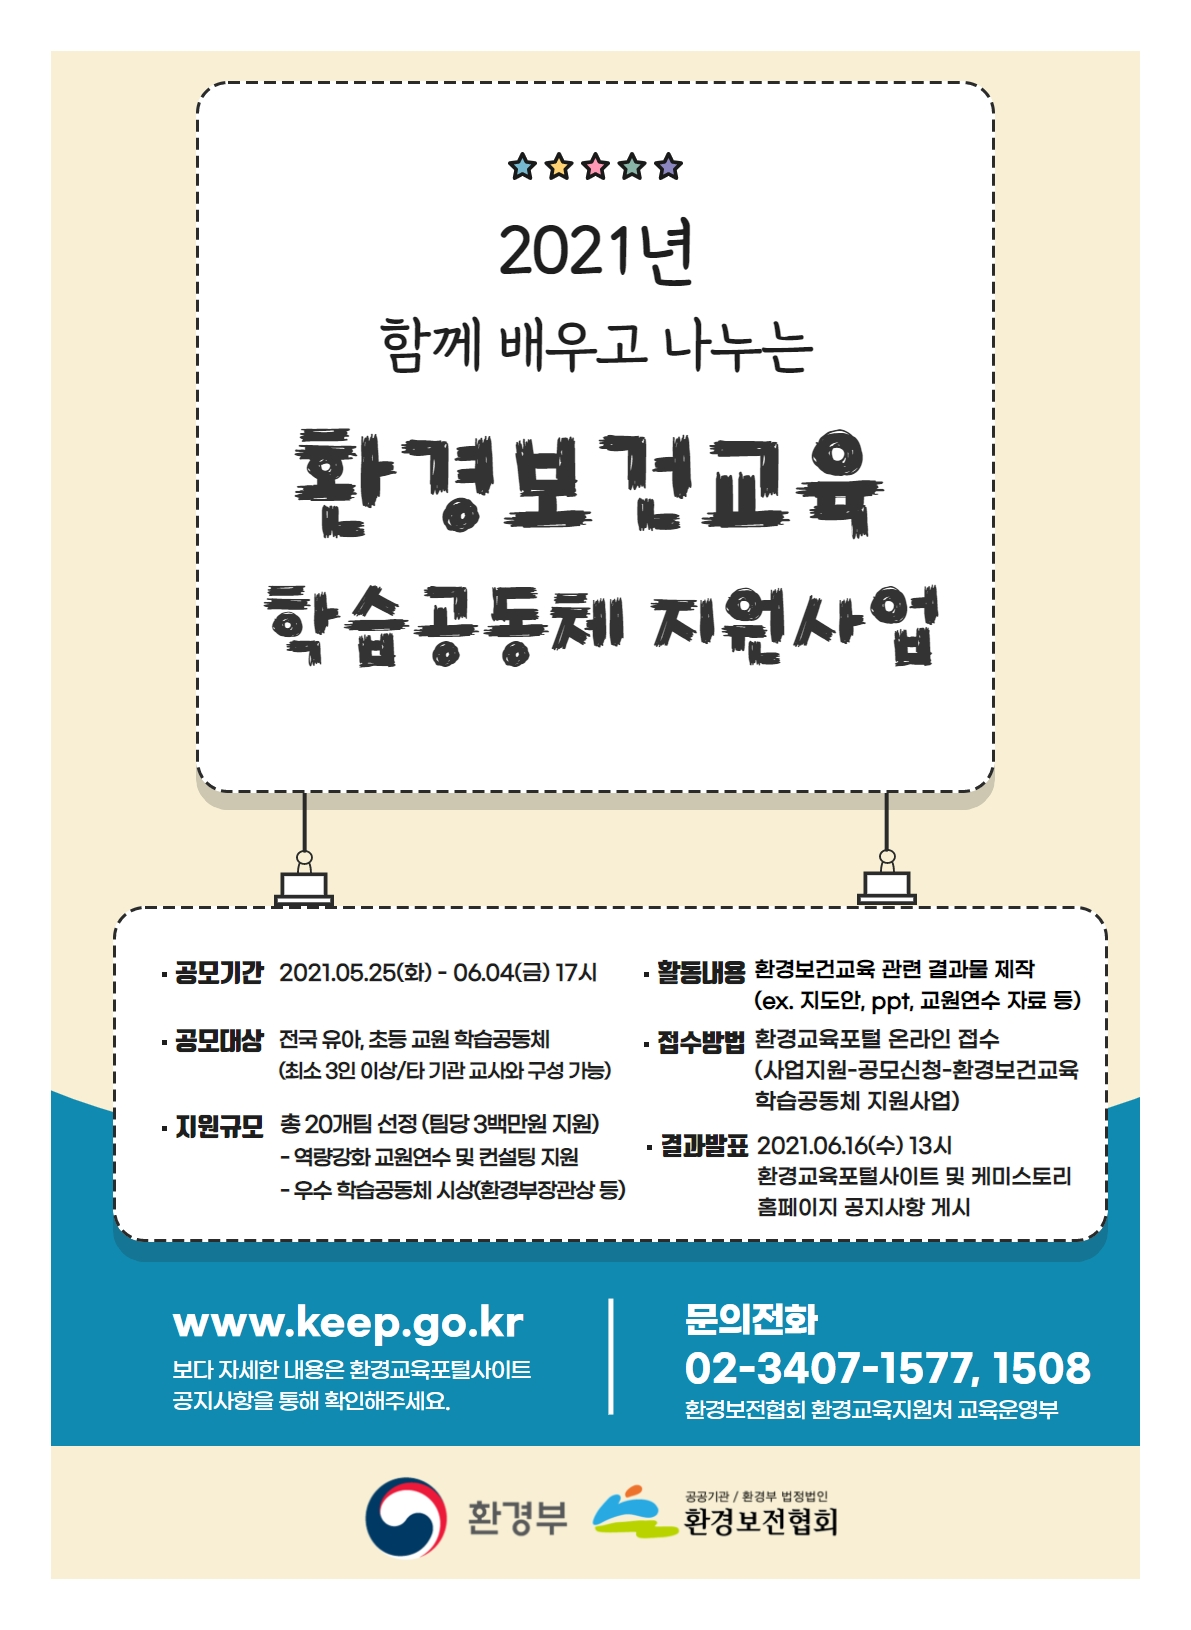 2021년
함께 배우고 나누는
환경보건교육
학습공동체 지원사업
· 공모기간 2021.05.25(화) - 06.04(금) 17시
· 공모대상 전국 유아, 초등 교원 학습공동체
(최소 3인 이상/타 기관 교사와 구성 가능)
· 지원규모 총 20개팀 선정 (팀당 3백만원 지원)
- 역량강화 교원연수 및 컨설팅 지원
- 우수 학습공동체 시상(환경부장관상 등)
· 활동내용 환경보건교육 관련 결과물 제작
(ex. 지도안, ppt, 교원연수 자료 등)
· 접수방법 환경교육포털 온라인 접수
(사업지원-공모신청-환경보건교육
학습공동체 지원사업)
· 결과발표 2021.06.16(수) 13시
환경교육포털사이트 및 케미스토리
홈페이지 공지사항 게시
www.keep.go.kr
보다 자세한 내용은 환경교육포털사이트
공지사항을 통해 확인해주세요.
문의전화
02-3407-1577, 1508
환경보전협회 환경교육지원처 교육운영부
환경부
공공기관 / 환경부 법정법인
환경보전협회